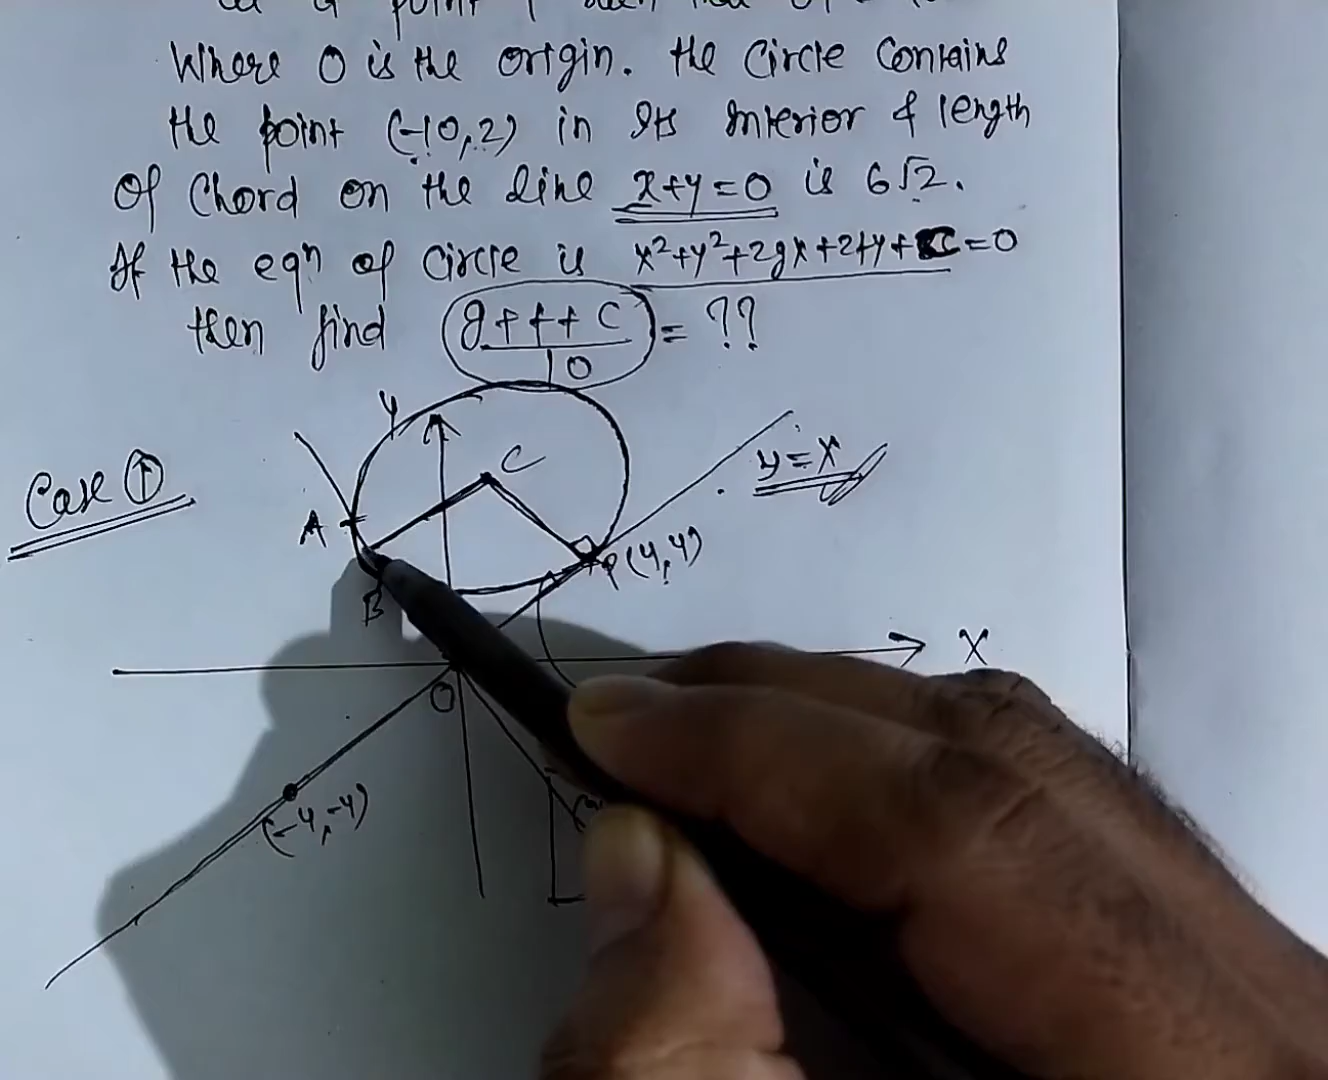 a point
Where O is the origin. the Circle Contains
the point (-10,2) in Its Interior & length
Of Chord on the line x+y=0 is 6√2.
If the eqⁿ of Circle is x²+y²+2gx+2fy+C=0
then find (g+f+C)/10 = ??
Y
Case I
C
y=x
A
P(4,4)
B
X
O
(-4,-4)